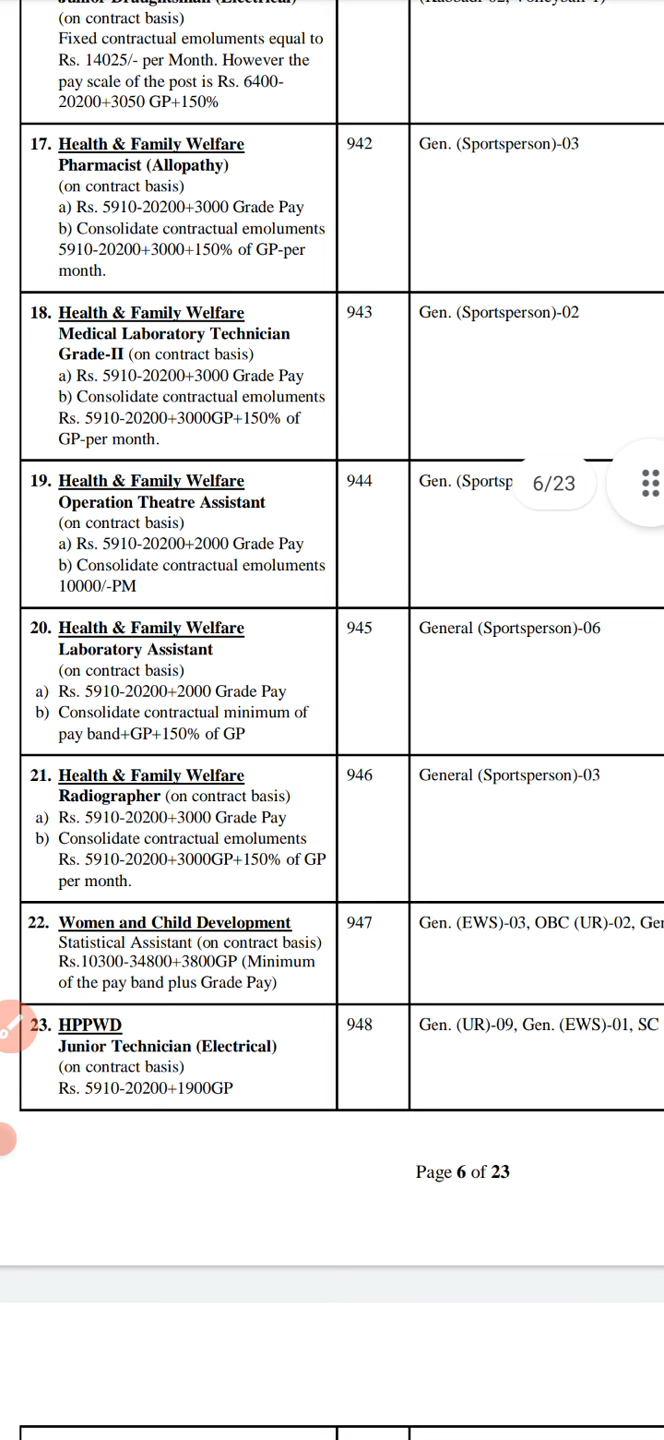 (on contract basis)
Fixed contractual emoluments equal to
Rs. 14025/- per Month. However the
pay scale of the post is Rs. 6400-
20200+3050 GP+150%
17. Health & Family Welfare 942 Gen. (Sportsperson)-03
Pharmacist (Allopathy)
(on contract basis)
a) Rs. 5910-20200+3000 Grade Pay
b) Consolidate contractual emoluments
5910-20200+3000+150% of GP-per
month.
18. Health & Family Welfare 943 Gen. (Sportsperson)-02
Medical Laboratory Technician
Grade-II (on contract basis)
a) Rs. 5910-20200+3000 Grade Pay
b) Consolidate contractual emoluments
Rs. 5910-20200+3000GP+150% of
GP-per month.
19. Health & Family Welfare 944 Gen. (Sportsp 6/23
Operation Theatre Assistant
(on contract basis)
a) Rs. 5910-20200+2000 Grade Pay
b) Consolidate contractual emoluments
10000/-PM
20. Health & Family Welfare 945 General (Sportsperson)-06
Laboratory Assistant
(on contract basis)
a) Rs. 5910-20200+2000 Grade Pay
b) Consolidate contractual minimum of
pay band+GP+150% of GP
21. Health & Family Welfare 946 General (Sportsperson)-03
Radiographer (on contract basis)
a) Rs. 5910-20200+3000 Grade Pay
b) Consolidate contractual emoluments
Rs. 5910-20200+3000GP+150% of GP
per month.
22. Women and Child Development 947 Gen. (EWS)-03, OBC (UR)-02, Ge
Statistical Assistant (on contract basis)
Rs.10300-34800+3800GP (Minimum
of the pay band plus Grade Pay)
23. HPPWD 948 Gen. (UR)-09, Gen. (EWS)-01, SC
Junior Technician (Electrical)
(on contract basis)
Rs. 5910-20200+1900GP
Page 6 of 23